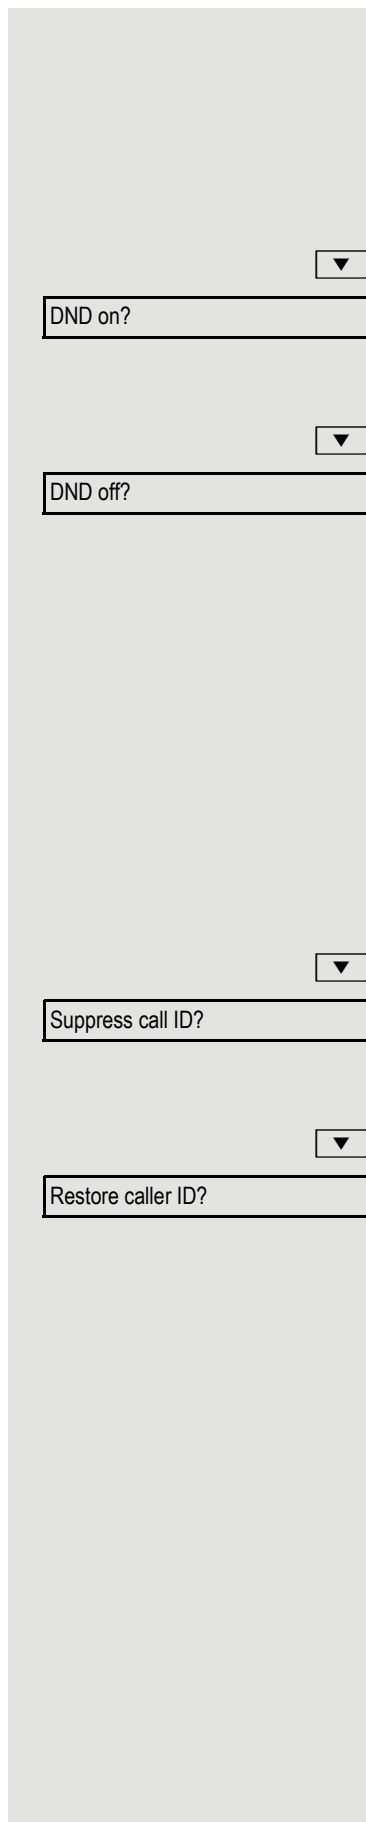 DND on?
DND off?
Suppress call ID?
Restore caller ID?